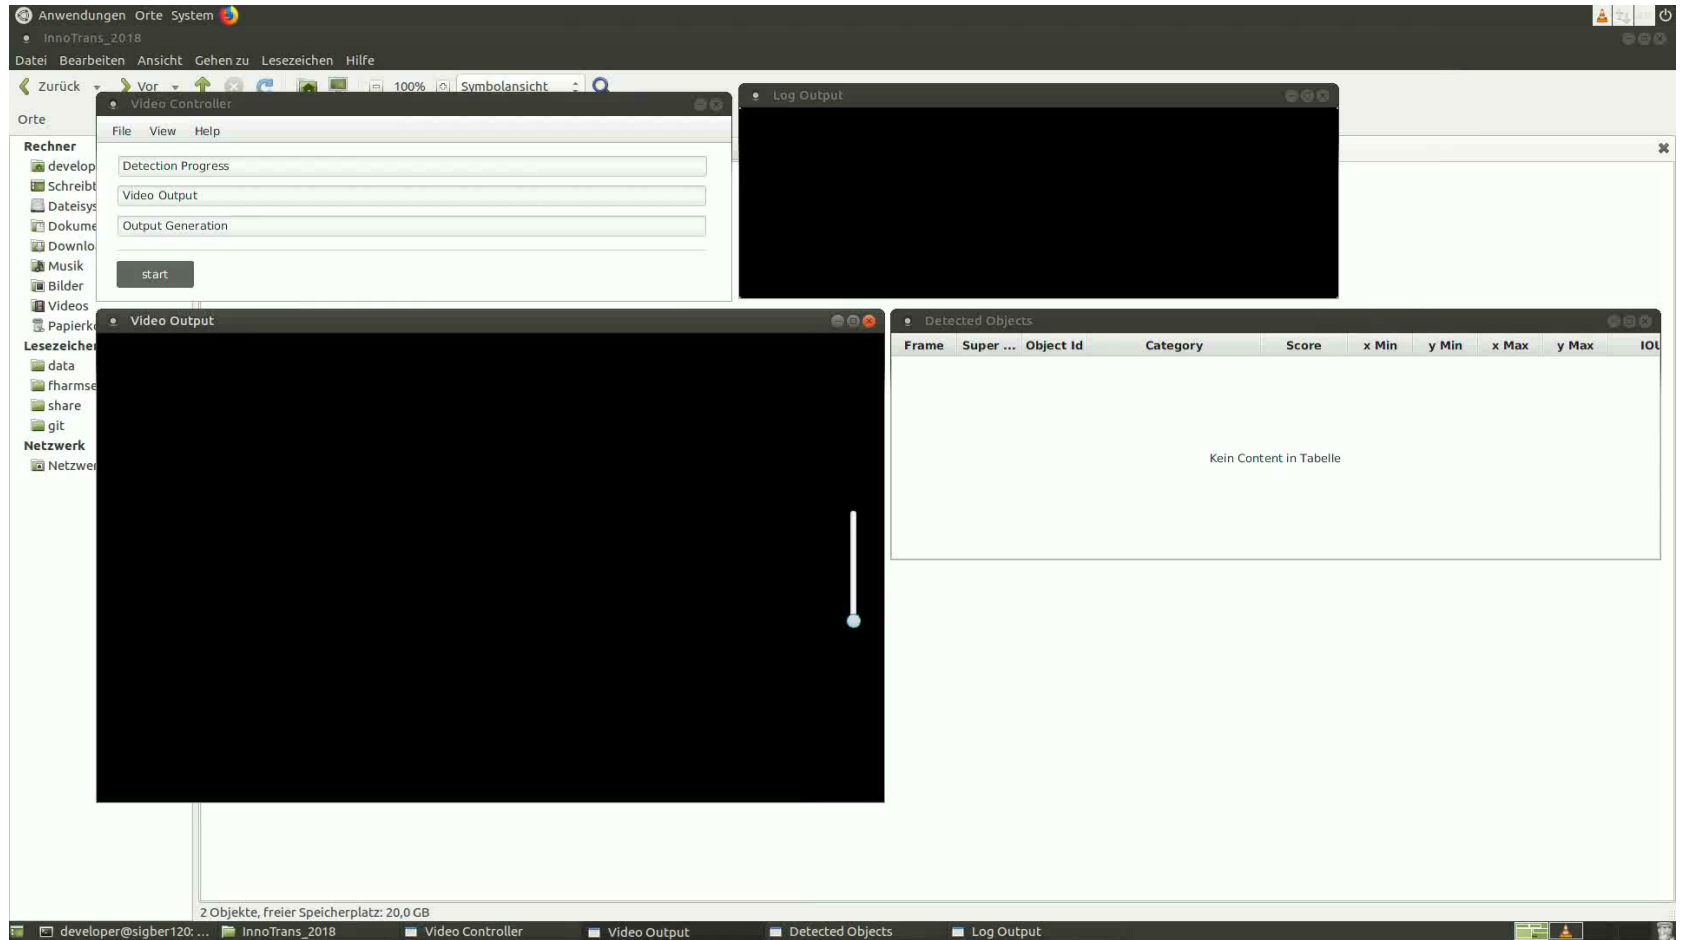 Anwendungen Orte System
InnoTrans_2018
Datei Bearbeiten Ansicht Gehen zu Lesezeichen Hilfe
Zurück Vor 100% Symbolansicht
Orte
Rechner
develop
Schreibt
Dateisys
Dokume
Downlo
Musik
Bilder
Videos
Papierk
Lesezeicher
data
fharmse
share
git
Netzwerk
Netzwer
Video Controller
File View Help
Detection Progress
Video Output
Output Generation
start
Log Output
Video Output
Detected Objects
Frame Super ... Object Id Category Score x Min y Min x Max y Max IOU
Kein Content in Tabelle
2 Objekte, freier Speicherplatz: 20,0 GB
developer@sigber120: ... InnoTrans_2018 Video Controller Video Output Detected Objects Log Output